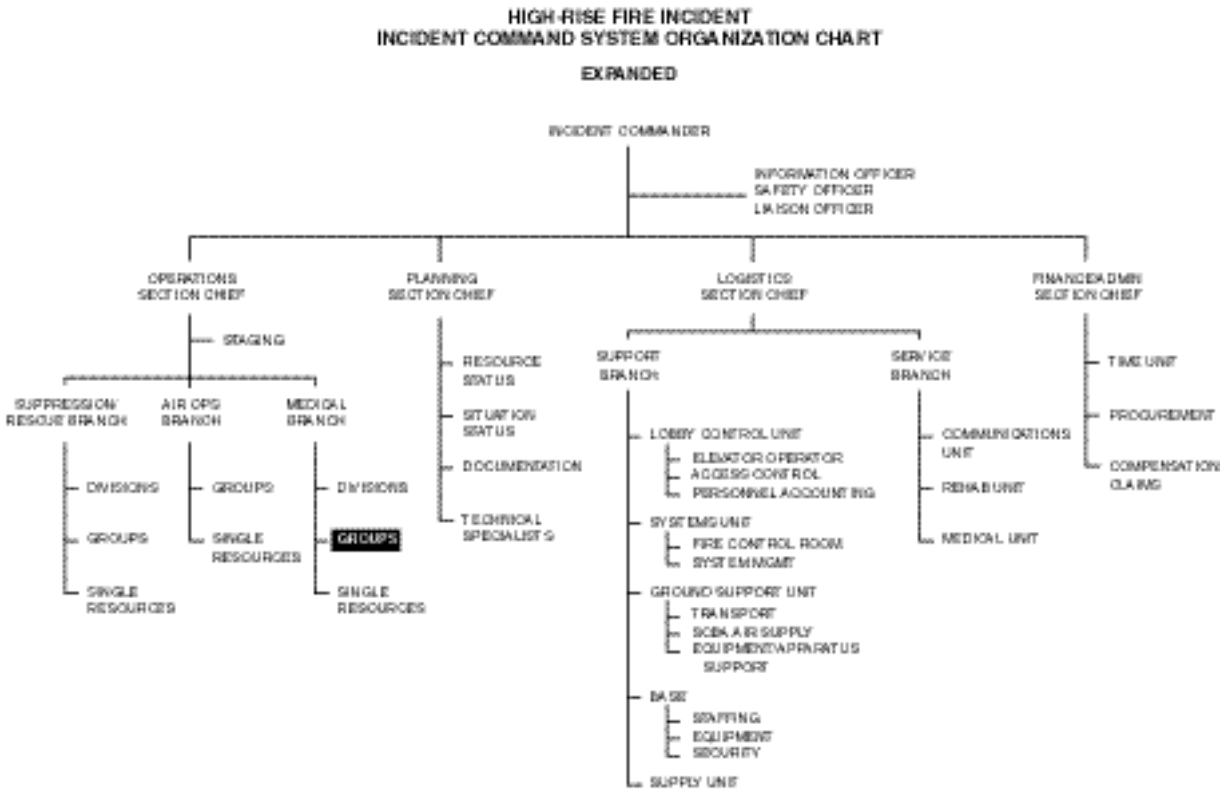 HIGH-RISE FIRE INCIDENT
INCIDENT COMMAND SYSTEM ORGANIZATION CHART
EXPANDED
INCIDENT COMMANDER
INFORMATION OFFICER
SAFETY OFFICER
LIAISON OFFICER
OPERATIONS
SECTION CHIEF
PLANNING
SECTION CHIEF
LOGISTICS
SECTION CHIEF
FINANCE/ADMIN
SECTION CHIEF
STAGING
SUPPRESSION/
RESCUE BRANCH
AIR OPS
BRANCH
MEDICAL
BRANCH
DIVISIONS
GROUPS
SINGLE
RESOURCES
GROUPS
SINGLE
RESOURCES
DIVISIONS
GROUPS
SINGLE
RESOURCES
RESOURCE
STATUS
SITUATION
STATUS
DOCUMENTATION
TECHNICAL
SPECIALISTS
SUPPORT
BRANCH
LOBBY CONTROL UNIT
ELEVATOR OPERATOR
ACCESS CONTROL
PERSONNEL ACCOUNTING
SYSTEMS UNIT
FIRE CONTROL ROOM
SYSTEM MGMT
GROUND SUPPORT UNIT
TRANSPORT
SCBA AIR SUPPLY
EQUIPMENT/APPARATUS
SUPPORT
BASE
STAFFING
EQUIPMENT
SECURITY
SUPPLY UNIT
SERVICE
BRANCH
COMMUNICATIONS
UNIT
REHAB UNIT
MEDICAL UNIT
TIME UNIT
PROCUREMENT
COMPENSATION
CLAIMS